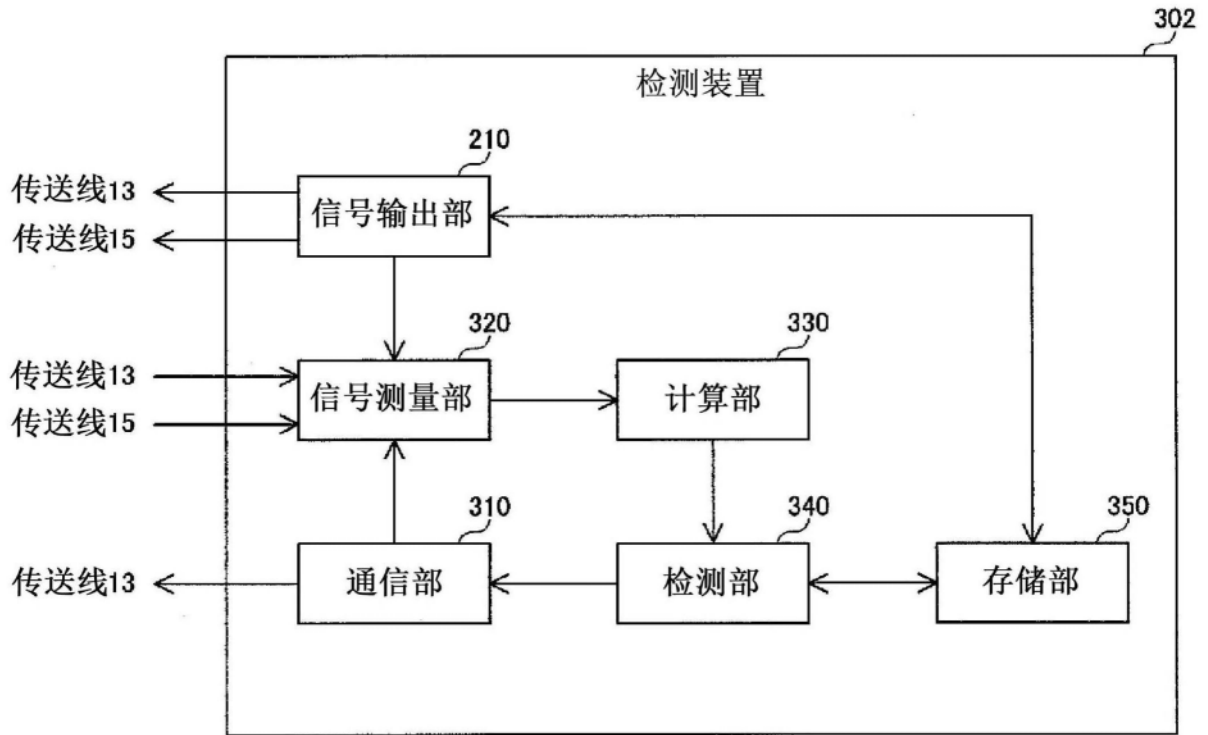 302
检测装置
210
传送线13
信号输出部
传送线15
320
330
传送线13
信号测量部
计算部
传送线15
310
340
350
传送线13
通信部
检测部
存储部